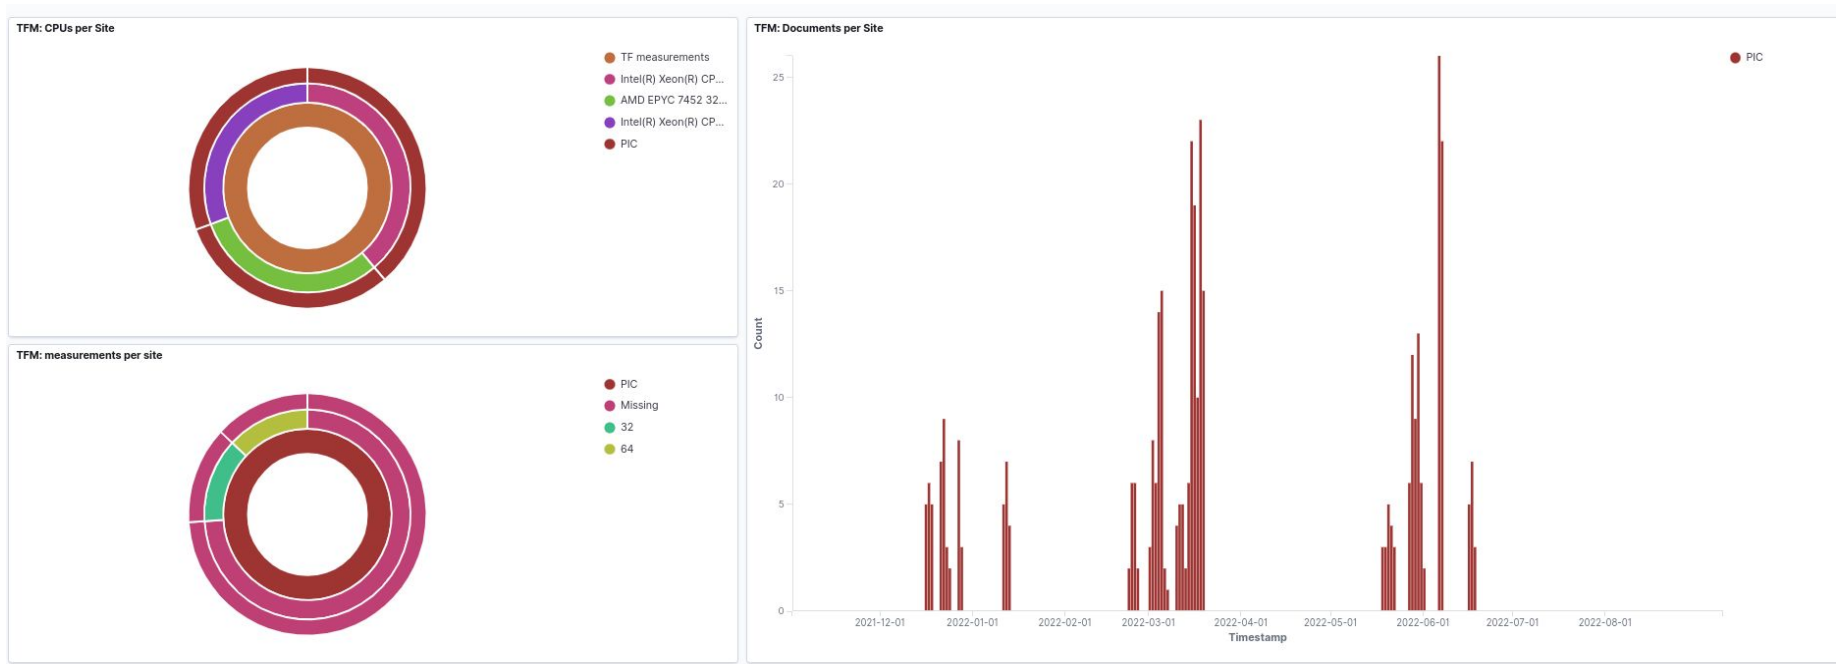 TFM: CPUs per Site
TF measurements
Intel(R) Xeon(R) CP...
AMD EPYC 7452 32...
Intel(R) Xeon(R) CP...
PIC
TFM: measurements per site
PIC
Missing
32
64
TFM: Documents per Site
PIC
25
20
15
10
5
0
Count
2021-12-01 2022-01-01 2022-02-01 2022-03-01 2022-04-01 2022-05-01 2022-06-01 2022-07-01 2022-08-01
Timestamp